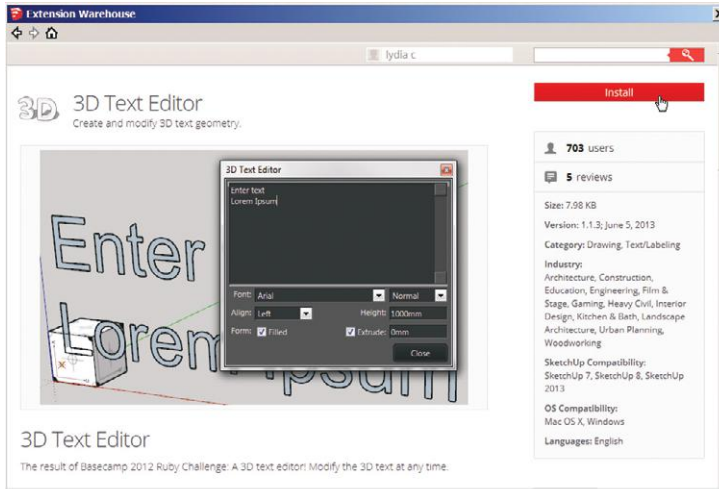 Extension Warehouse
lydia c
3D
3D Text Editor
Create and modify 3D text geometry.
Install
703 users
5 reviews
Size: 7.98 KB
Version: 1.1.3; June 5, 2013
Category: Drawing, Text/Labeling
Industry:
Architecture, Construction,
Education, Engineering, Film &
Stage, Gaming, Heavy Civil, Interior
Design, Kitchen & Bath, Landscape
Architecture, Urban Planning,
Woodworking
SketchUp Compatibility:
SketchUp 7, SketchUp 8, SketchUp
2013
OS Compatibility:
Mac OS X, Windows
Languages: English
Enter
Lorem Ipsum
3D Text Editor
Enter text
Lorem Ipsum
Font: Arial Normal
Align: Left Height: 1000mm
Form: Filled Extrude: 0mm
Close
3D Text Editor
The result of Basecamp 2012 Ruby Challenge: A 3D text editor! Modify the 3D text at any time.